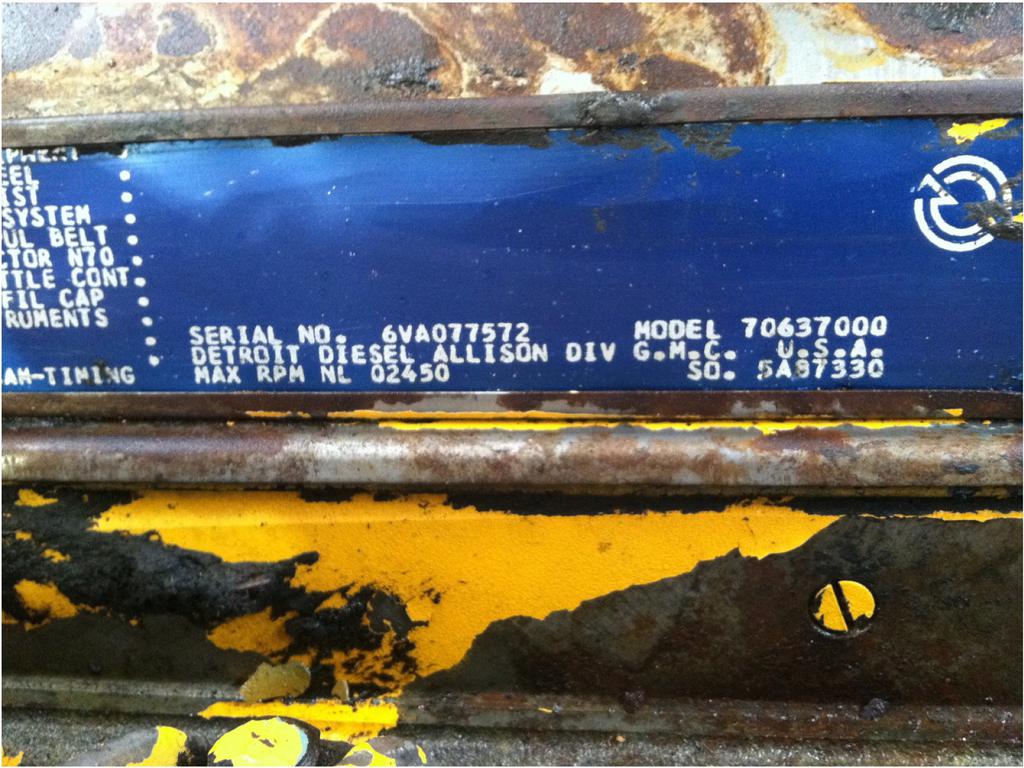 EEL
IST
SYSTEM
UL BELT
CTOR N70
TTLE CONT
FIL CAP
RUMENTS
SERIAL NO. 6VA077572 MODEL 70637000
DETROIT DIESEL ALLISON DIV G.M.C. U.S.A.
AM-TIMING MAX RPM NL 02450 SO. 5A87330